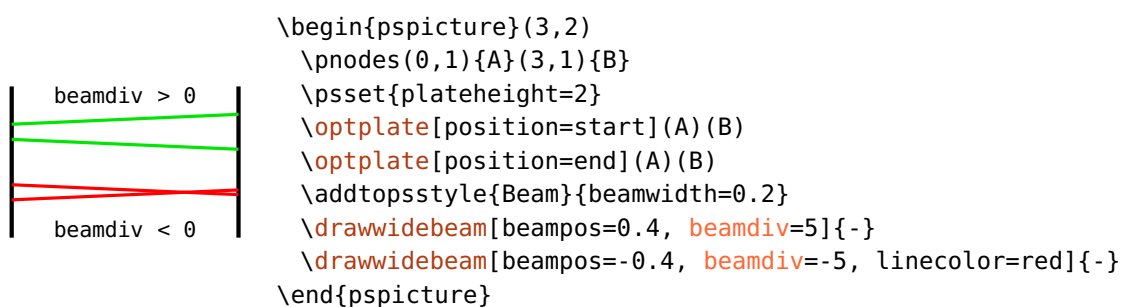 beamdiv > 0
beamdiv < 0
\begin{pspicture}(3,2)
  \pnodes(0,1){A}(3,1){B}
  \psset{plateheight=2}
  \optplate[position=start](A)(B)
  \optplate[position=end](A)(B)
  \addtopsstyle{Beam}{beamwidth=0.2}
  \drawwidebeam[beampos=0.4, beamdiv=5]{-}
  \drawwidebeam[beampos=-0.4, beamdiv=-5, linecolor=red]{-}
\end{pspicture}